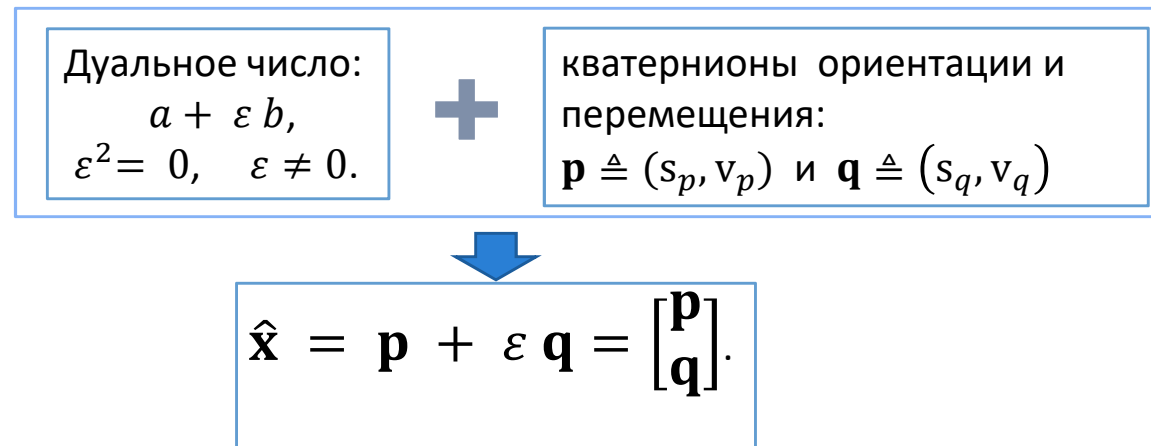 Дуальное число:
a + ε b,
ε² = 0, ε ≠ 0.
кватернионы ориентации и
перемещения:
p ≜ (s_p, v_p) и q ≜ (s_q, v_q)
x̂ = p + ε q = [p q].